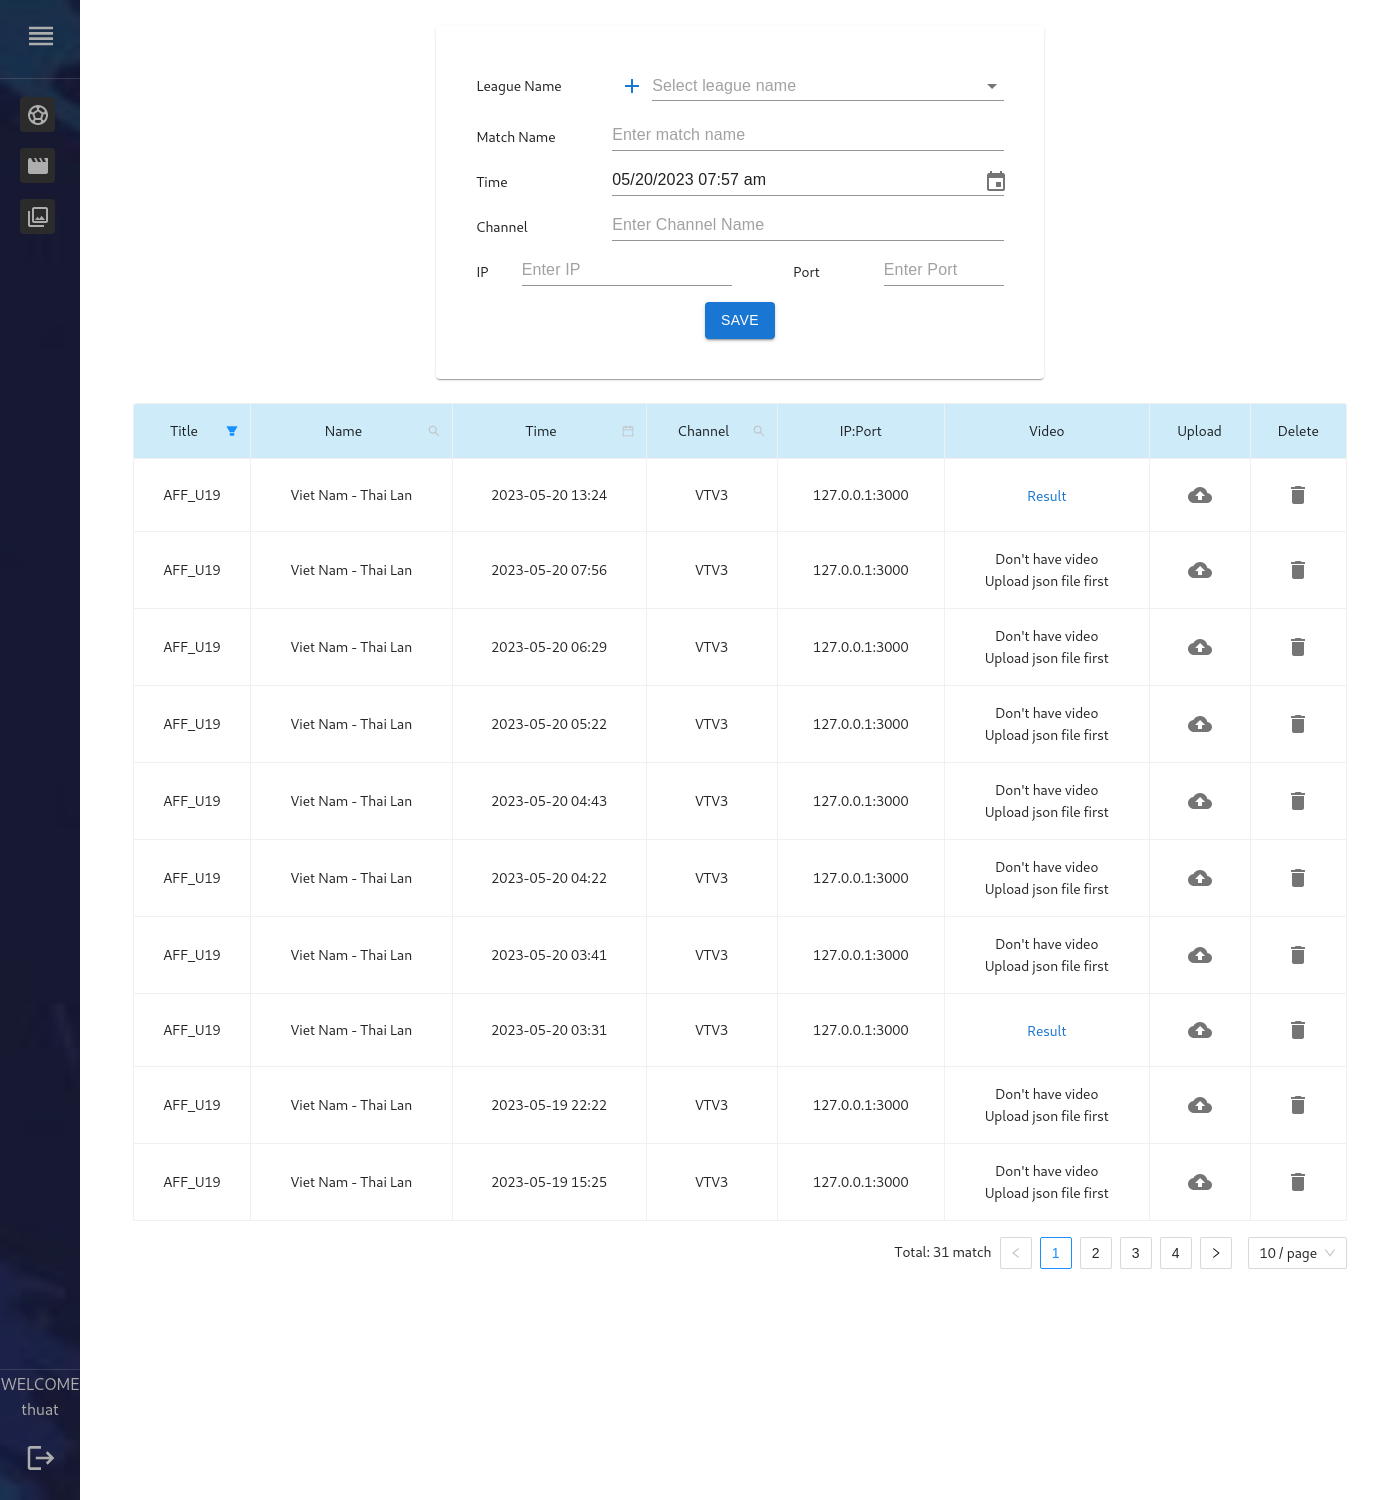 League Name Select league name
Match Name Enter match name
Time 05/20/2023 07:57 am
Channel Enter Channel Name
IP Enter IP Port Enter Port
SAVE
Title Name Time Channel IP:Port Video Upload Delete
AFF_U19 Viet Nam - Thai Lan 2023-05-20 13:24 VTV3 127.0.0.1:3000 Result
AFF_U19 Viet Nam - Thai Lan 2023-05-20 07:56 VTV3 127.0.0.1:3000 Don't have video
Upload json file first
AFF_U19 Viet Nam - Thai Lan 2023-05-20 06:29 VTV3 127.0.0.1:3000 Don't have video
Upload json file first
AFF_U19 Viet Nam - Thai Lan 2023-05-20 05:22 VTV3 127.0.0.1:3000 Don't have video
Upload json file first
AFF_U19 Viet Nam - Thai Lan 2023-05-20 04:43 VTV3 127.0.0.1:3000 Don't have video
Upload json file first
AFF_U19 Viet Nam - Thai Lan 2023-05-20 04:22 VTV3 127.0.0.1:3000 Don't have video
Upload json file first
AFF_U19 Viet Nam - Thai Lan 2023-05-20 03:41 VTV3 127.0.0.1:3000 Don't have video
Upload json file first
AFF_U19 Viet Nam - Thai Lan 2023-05-20 03:31 VTV3 127.0.0.1:3000 Result
AFF_U19 Viet Nam - Thai Lan 2023-05-19 22:22 VTV3 127.0.0.1:3000 Don't have video
Upload json file first
AFF_U19 Viet Nam - Thai Lan 2023-05-19 15:25 VTV3 127.0.0.1:3000 Don't have video
Upload json file first
Total: 31 match 1 2 3 4 10 / page
WELCOME
thuat